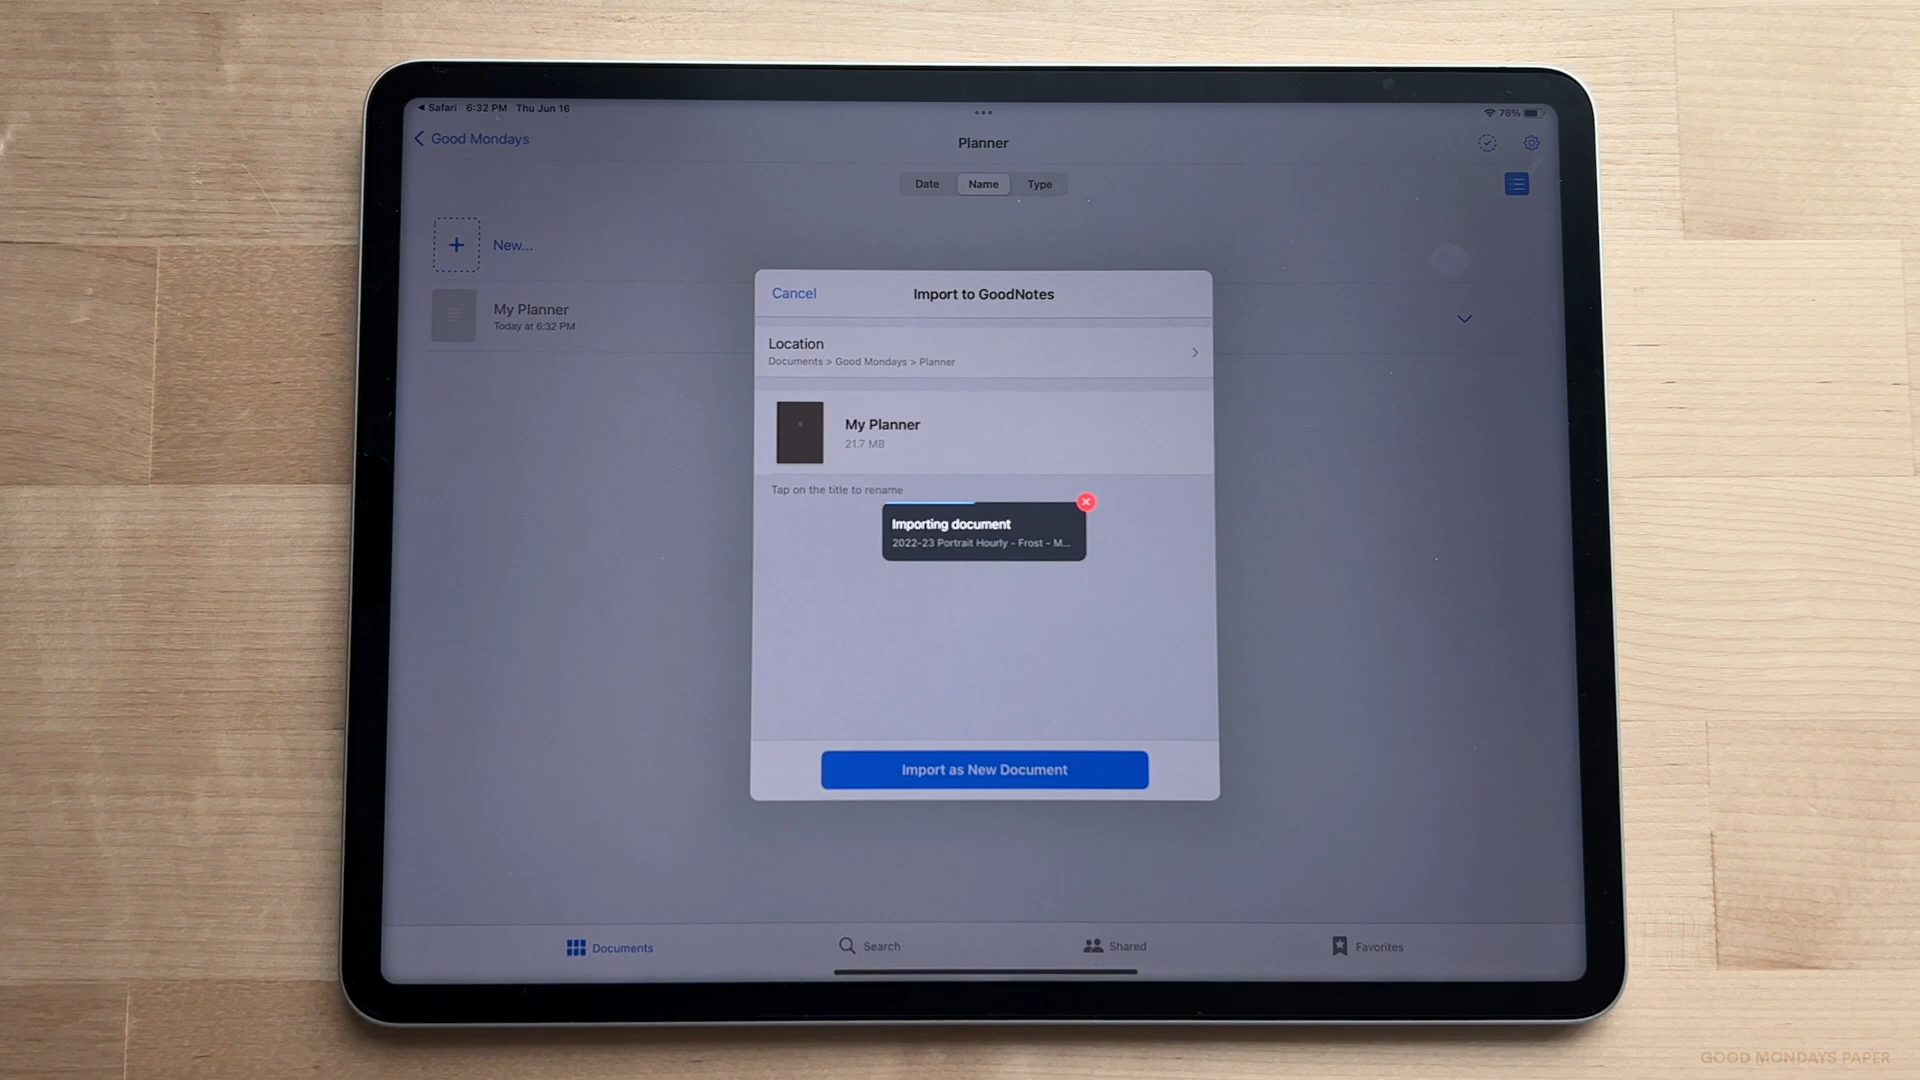 Safari 6:32 PM Thu Jun 16
76%
Good Mondays
Planner
Date Name Type
New...
My Planner
Today at 6:32 PM
Cancel
Import to GoodNotes
Location
Documents > Good Mondays > Planner
My Planner
21.7 MB
Tap on the title to rename
Importing document
2022-23 Portrait Hourly - Frost - M...
Import as New Document
Documents
Search
Shared
Favorites
GOOD MONDAYS PAPER